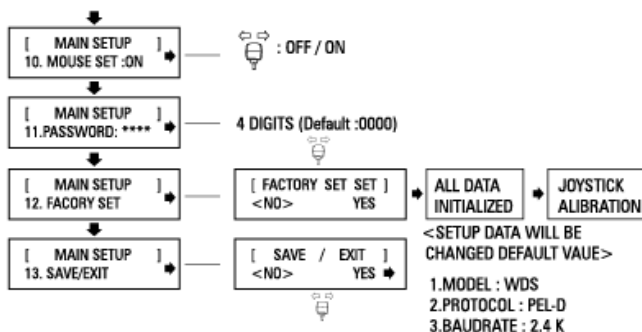 [ MAIN SETUP ]
10. MOUSE SET :ON
: OFF / ON
[ MAIN SETUP ]
11.PASSWORD: ****
4 DIGITS (Default :0000)
[ MAIN SETUP ]
12. FACORY SET
[ FACTORY SET SET ]
<NO> YES
ALL DATA
INITIALIZED
JOYSTICK
ALIBRATION
<SETUP DATA WILL BE
CHANGED DEFAULT VAUE>
[ MAIN SETUP ]
13. SAVE/EXIT
[ SAVE / EXIT ]
<NO> YES
1.MODEL : WDS
2.PROTOCOL : PEL-D
3.BAUDRATE : 2.4 K